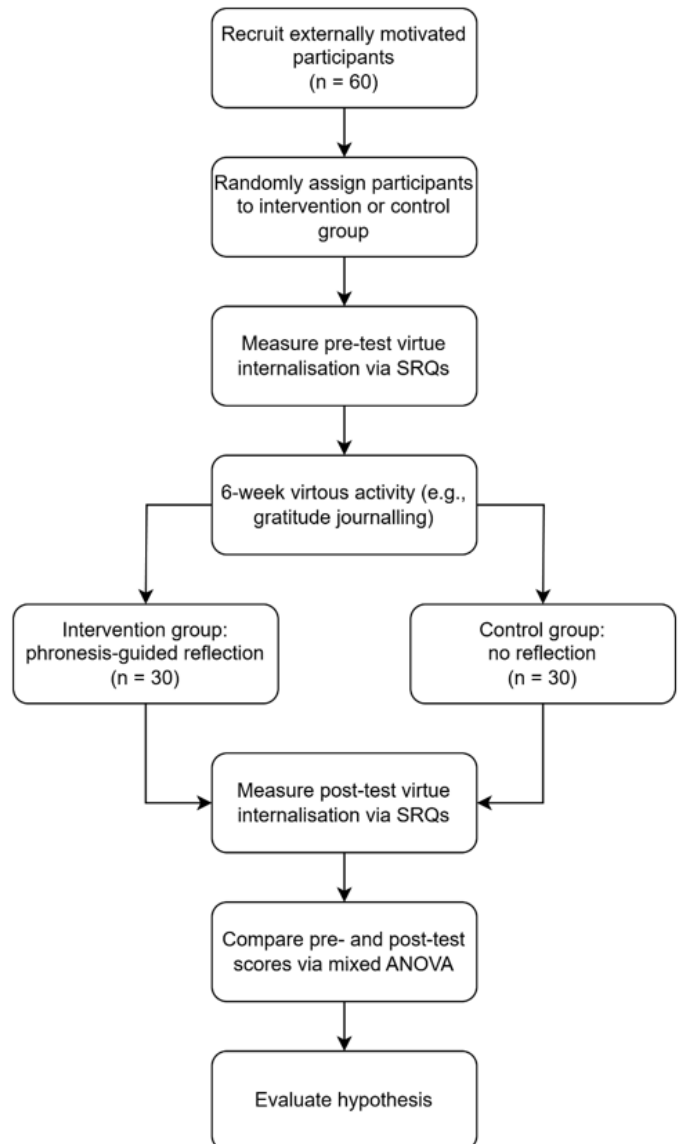 Recruit externally motivated
participants
(n = 60)
Randomly assign participants
to intervention or control
group
Measure pre-test virtue
internalisation via SRQs
6-week virtous activity (e.g.,
gratitude journalling)
Intervention group:
phronesis-guided reflection
(n = 30)
Control group:
no reflection
(n = 30)
Measure post-test virtue
internalisation via SRQs
Compare pre- and post-test
scores via mixed ANOVA
Evaluate hypothesis